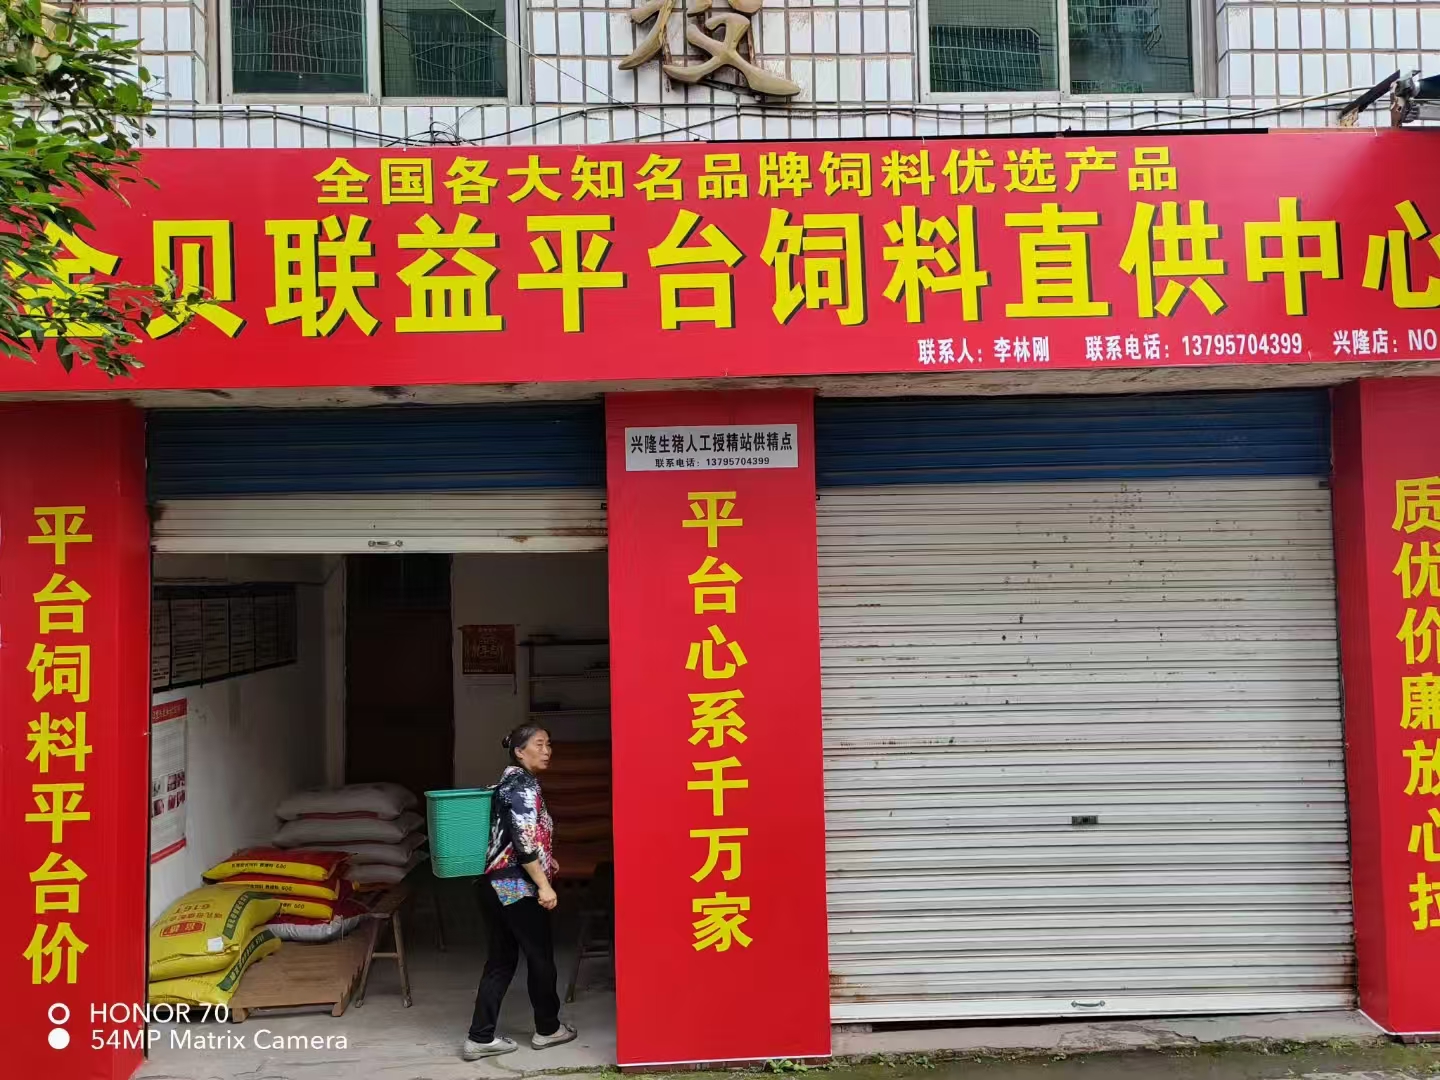 投
全国各大知名品牌饲料优选产品
金贝联益平台饲料直供中心
联系人：李林刚 联系电话：13795704399 兴隆店：NO
兴隆生猪人工授精站供精点
联系电话：13795704399
平台饲料平台价
平台心系千万家
质优价廉放心拉
616T
HONOR 70
54MP Matrix Camera